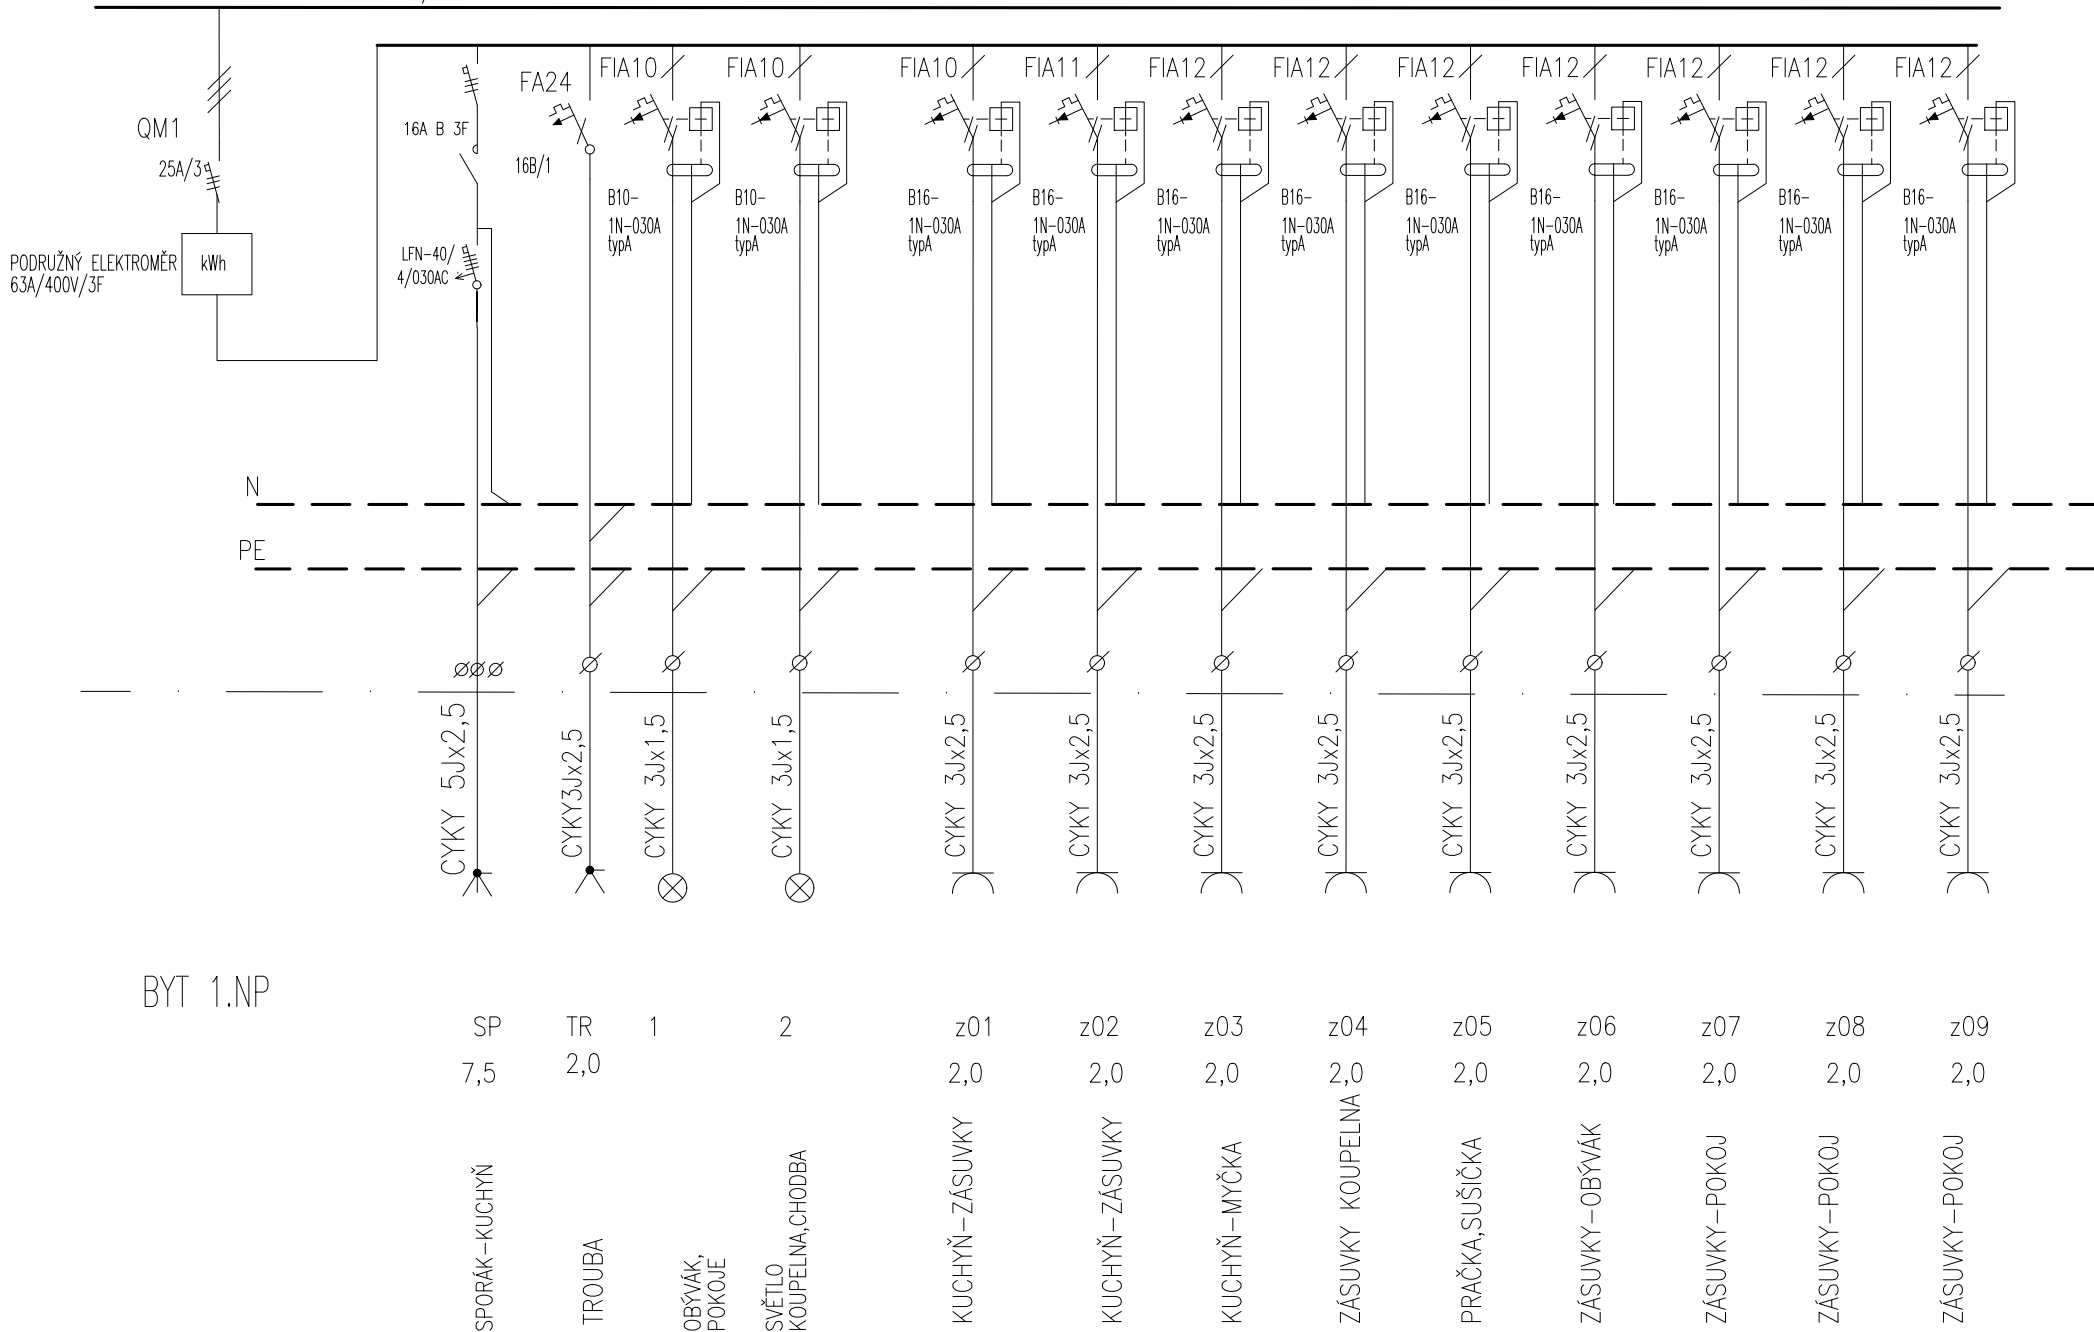 FA24
FIA10
FIA10
FIA10
FIA11
FIA12
FIA12
FIA12
FIA12
FIA12
FIA12
FIA12
QM1
25A/3
16A B 3F
16B/1
B10-
1N-030A
typA
B10-
1N-030A
typA
B16-
1N-030A
typA
B16-
1N-030A
typA
B16-
1N-030A
typA
B16-
1N-030A
typA
B16-
1N-030A
typA
B16-
1N-030A
typA
B16-
1N-030A
typA
B16-
1N-030A
typA
B16-
1N-030A
typA
PODRUŽNÝ ELEKTROMĚR
63A/400V/3F
kWh
LFN-40/
4/030AC
N
PE
CYKY 5Jx2,5
CYKY3Jx2,5
CYKY 3Jx1,5
CYKY 3Jx1,5
CYKY 3Jx2,5
CYKY 3Jx2,5
CYKY 3Jx2,5
CYKY 3Jx2,5
CYKY 3Jx2,5
CYKY 3Jx2,5
CYKY 3Jx2,5
CYKY 3Jx2,5
CYKY 3Jx2,5
BYT 1.NP
SP
TR
1
2
z01
z02
z03
z04
z05
z06
z07
z08
z09
7,5
2,0
2,0
2,0
2,0
2,0
2,0
2,0
2,0
2,0
2,0
SPORÁK-KUCHYŇ
TROUBA
OBÝVÁK,
POKOJE
SVĚTLO
KOUPELNA,CHODBA
KUCHYŇ-ZÁSUVKY
KUCHYŇ-ZÁSUVKY
KUCHYŇ-MYČKA
ZÁSUVKY KOUPELNA
PRAČKA,SUŠIČKA
ZÁSUVKY-OBÝVÁK
ZÁSUVKY-POKOJ
ZÁSUVKY-POKOJ
ZÁSUVKY-POKOJ